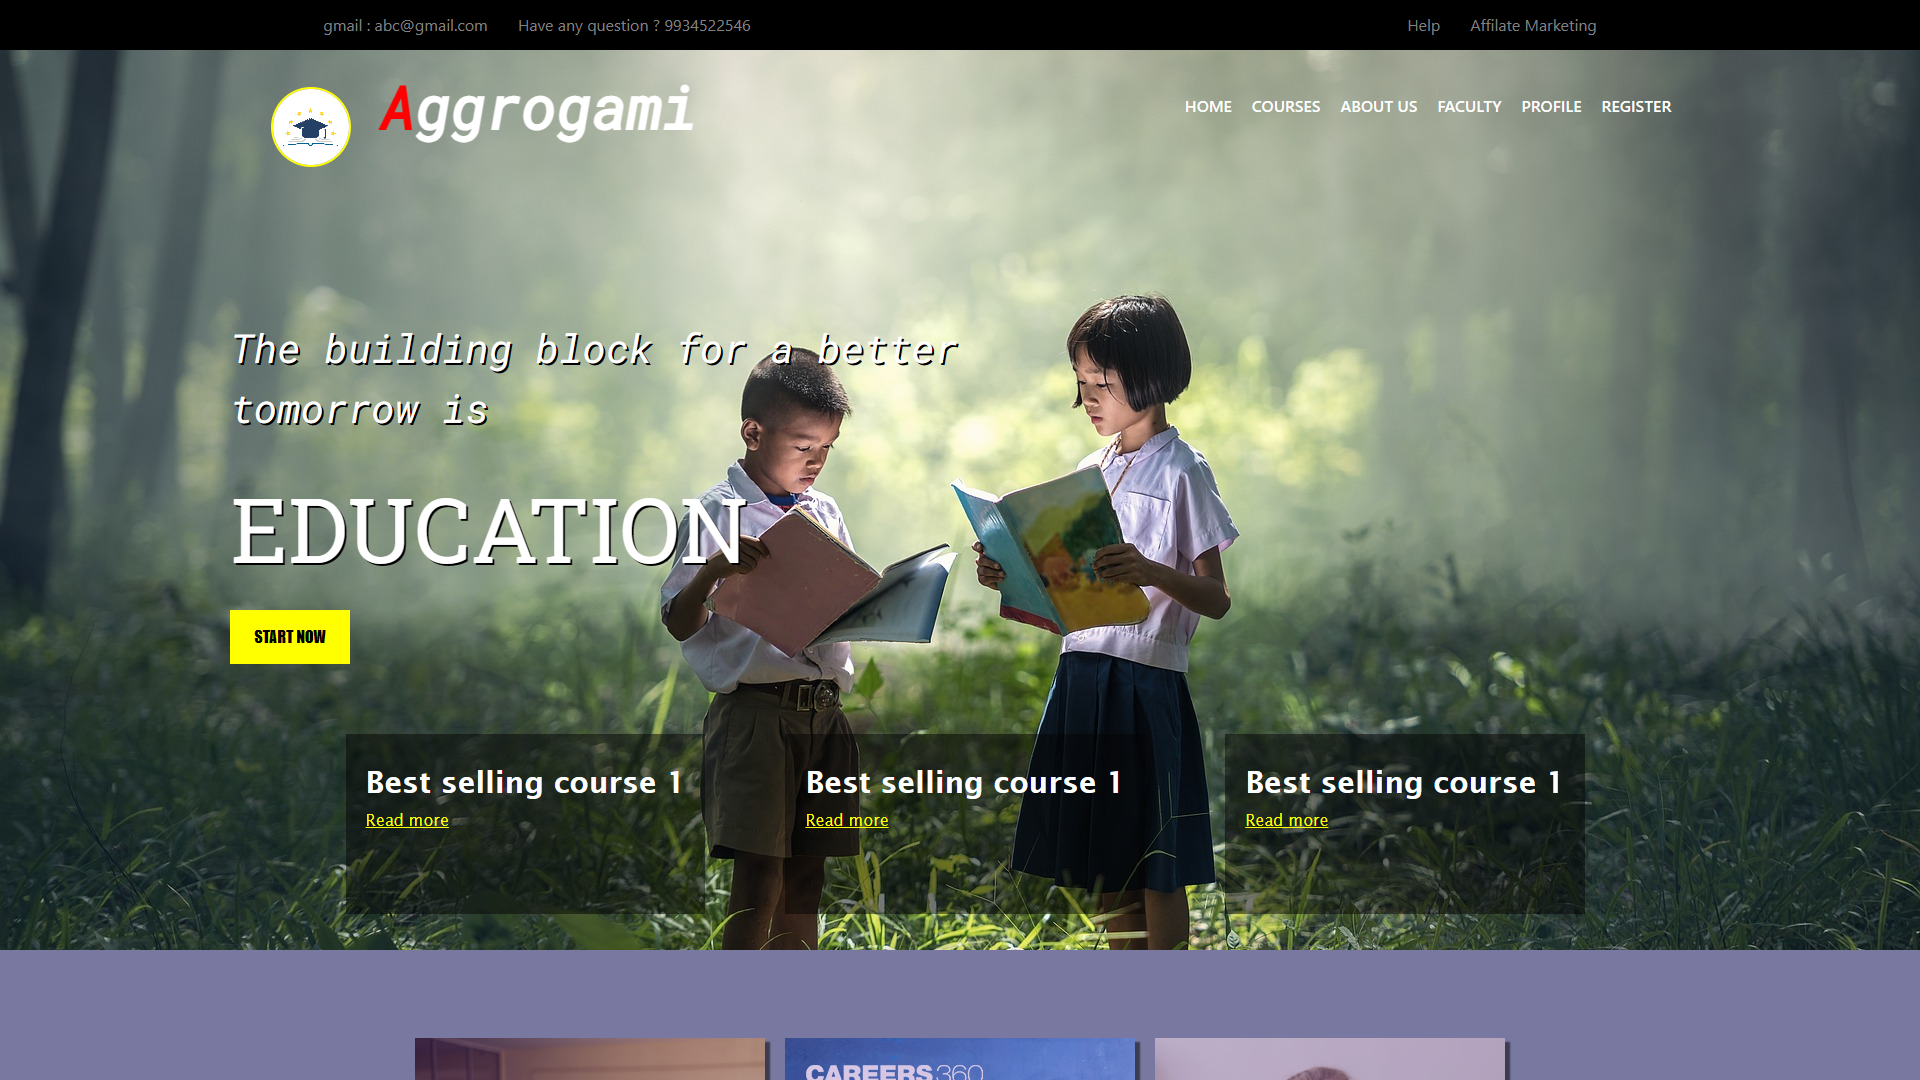 gmail : abc@gmail.com Have any question ? 9934522546 Help Affilate Marketing
Aggrogami
HOME COURSES ABOUT US FACULTY PROFILE REGISTER
The building block for a better
tomorrow is
EDUCATION
START NOW
Best selling course 1
Read more
Best selling course 1
Read more
Best selling course 1
Read more
CAREERS360